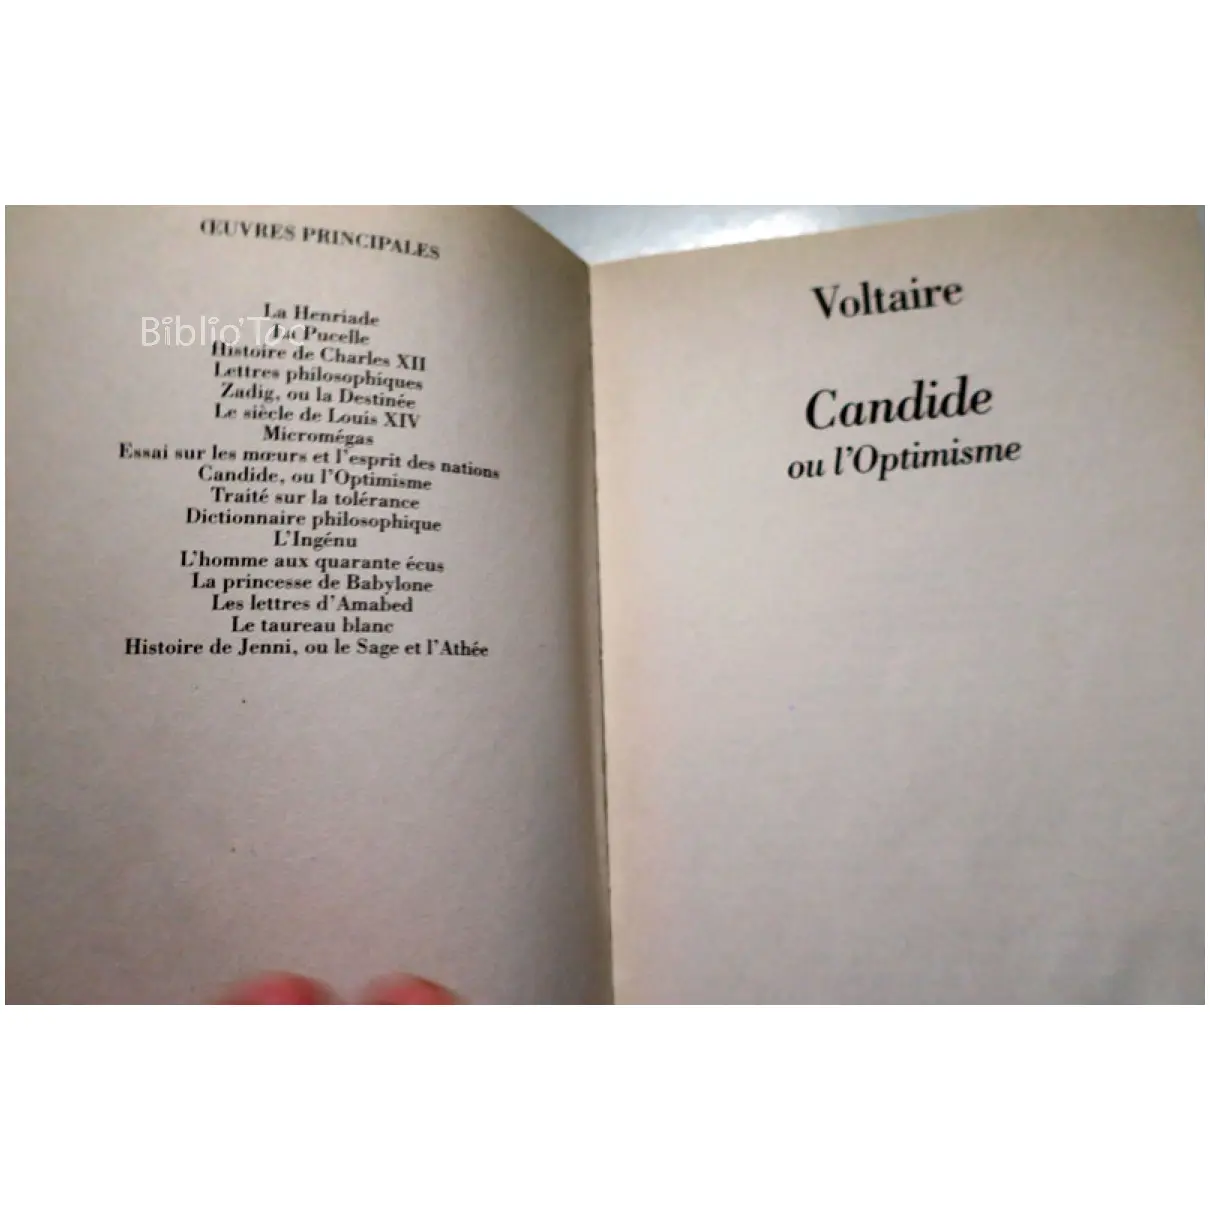 ŒUVRES PRINCIPALES
La Henriade
La Pucelle
Histoire de Charles XII
Lettres philosophiques
Zadig, ou la Destinée
Le siècle de Louis XIV
Micromégas
Essai sur les mœurs et l'esprit des nations
Candide, ou l'Optimisme
Traité sur la tolérance
Dictionnaire philosophique
L'Ingénu
L'homme aux quarante écus
La princesse de Babylone
Les lettres d'Amabed
Le taureau blanc
Histoire de Jenni, ou le Sage et l'Athée
Biblio'Toc
Voltaire
Candide
ou l'Optimisme